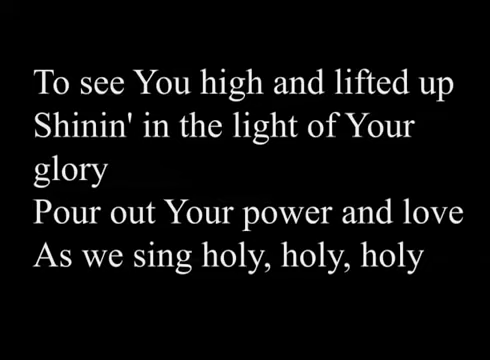 To see You high and lifted up
Shinin' in the light of Your
glory
Pour out Your power and love
As we sing holy, holy, holy